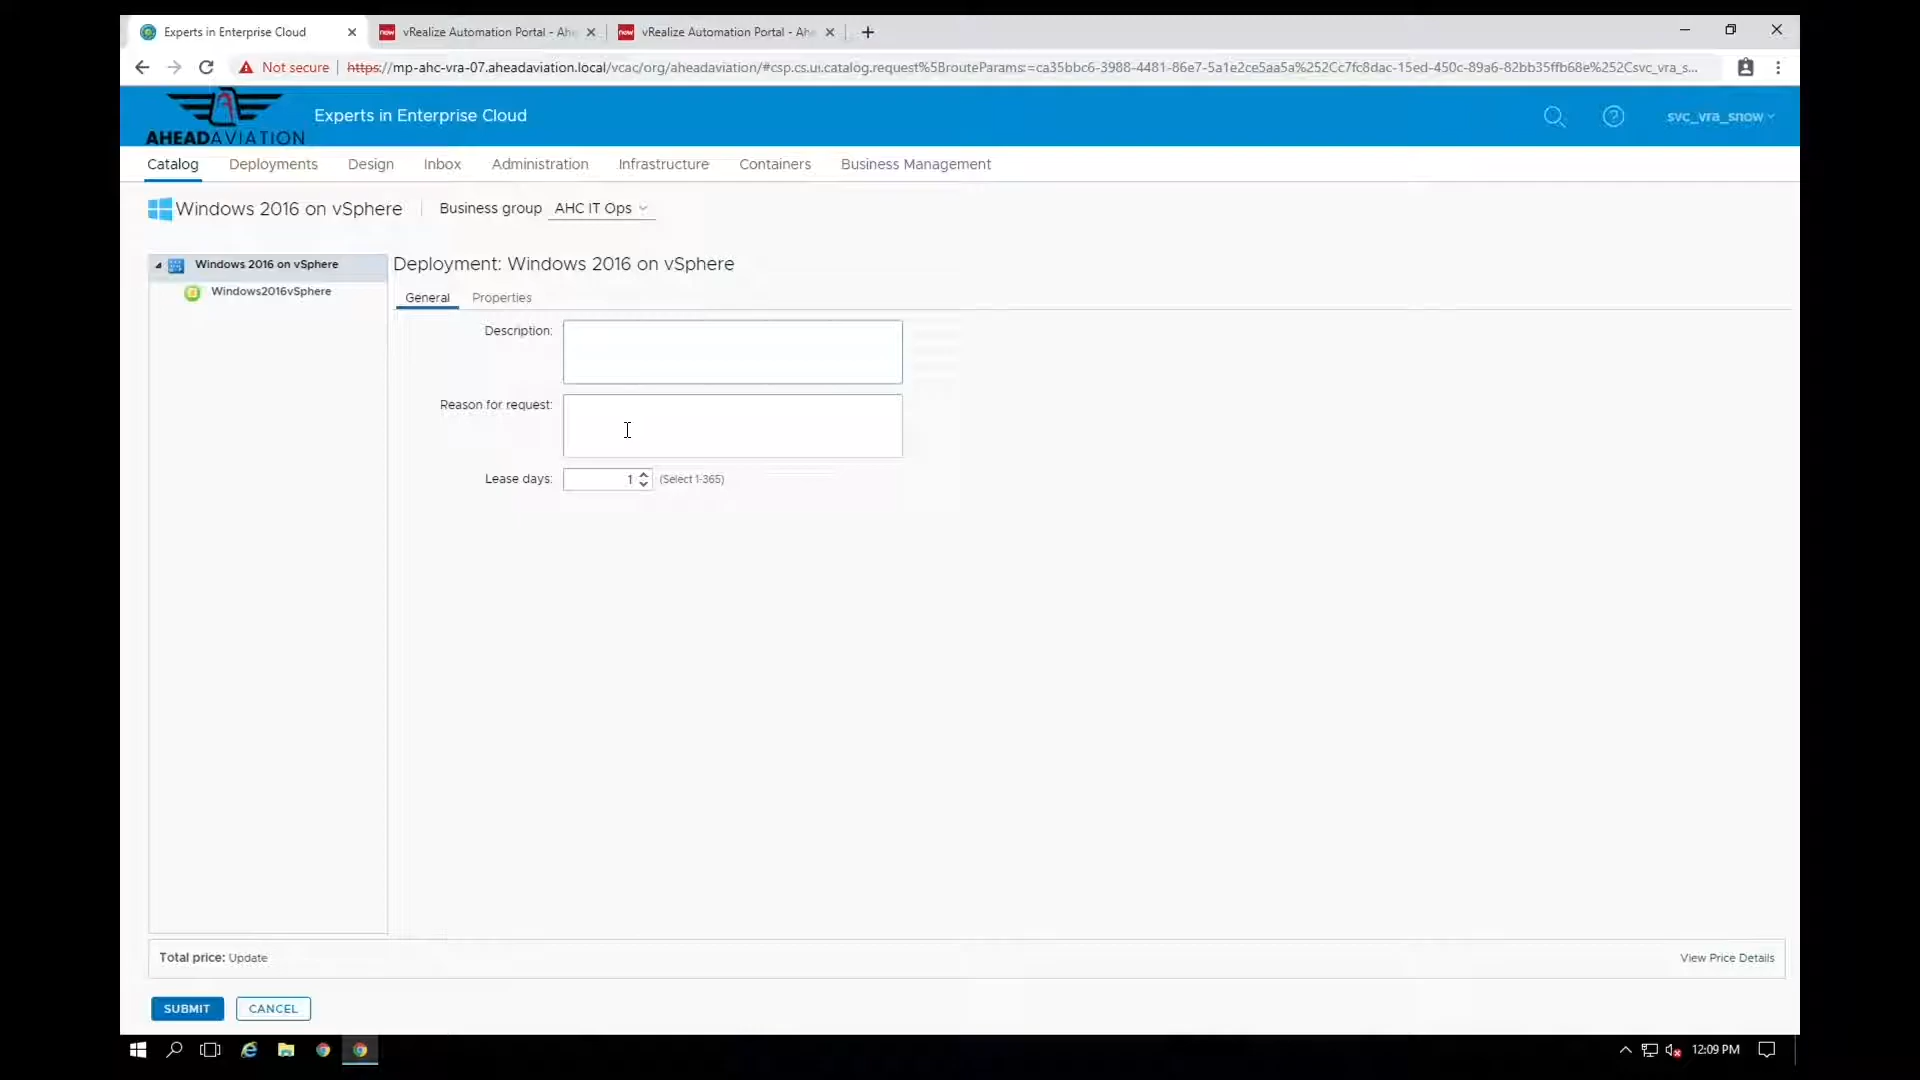 Experts in Enterprise Cloud
vRealize Automation Portal - Ahe
vRealize Automation Portal - Ahe
Not secure | https://mp-ahc-vra-07.aheadaviation.local/vcac/org/aheadaviation/#csp.cs.ui.catalog.request%5BrouteParams:=ca35bbc6-3988-4481-86e7-5a1e2ce5aa5a%252Cc7fc8dac-15ed-450c-89a6-82bb35ffb68e%252Csvc_vra_s...
AHEADAVIATION
Experts in Enterprise Cloud
svc_vra_snow
Catalog Deployments Design Inbox Administration Infrastructure Containers Business Management
Windows 2016 on vSphere
Business group AHC IT Ops
Windows 2016 on vSphere
Windows2016vSphere
Deployment: Windows 2016 on vSphere
General Properties
Description:
Reason for request:
Lease days: 1 (Select 1-365)
Total price: Update
View Price Details
SUBMIT CANCEL
12:09 PM